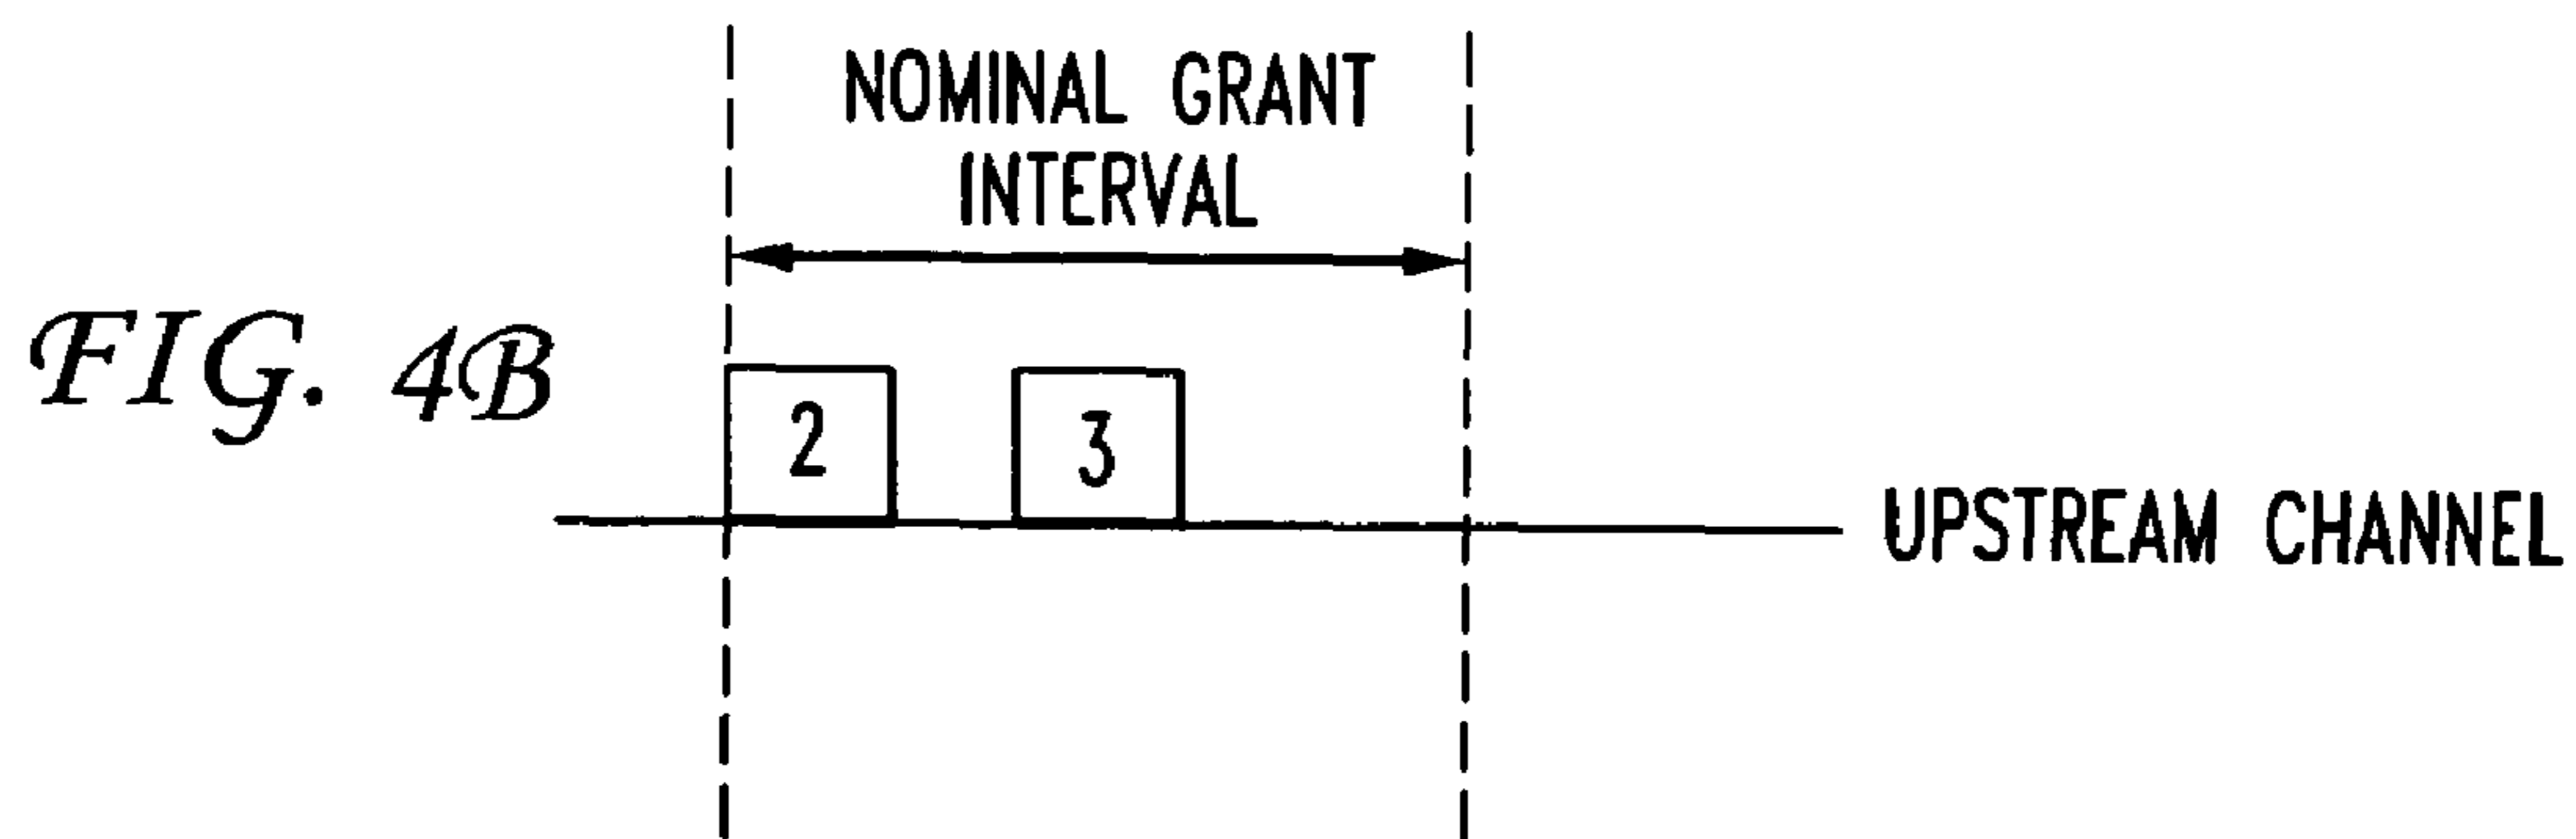 NOMINAL GRANT
INTERVAL
FIG. 4B
2
3
UPSTREAM CHANNEL